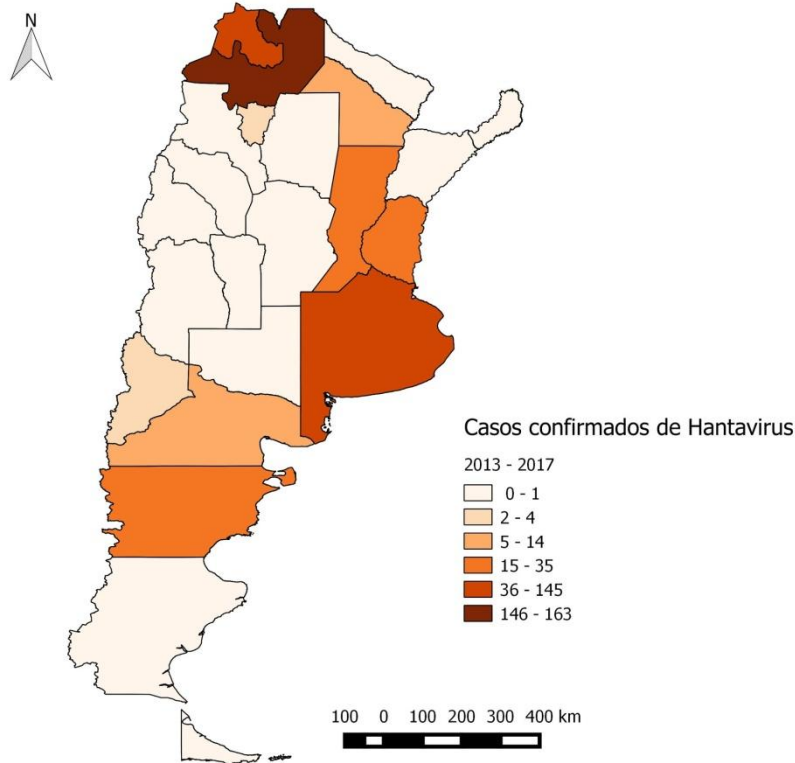 N
Casos confirmados de Hantavirus
2013 - 2017
0 - 1
2 - 4
5 - 14
15 - 35
36 - 145
146 - 163
100 0 100 200 300 400 km